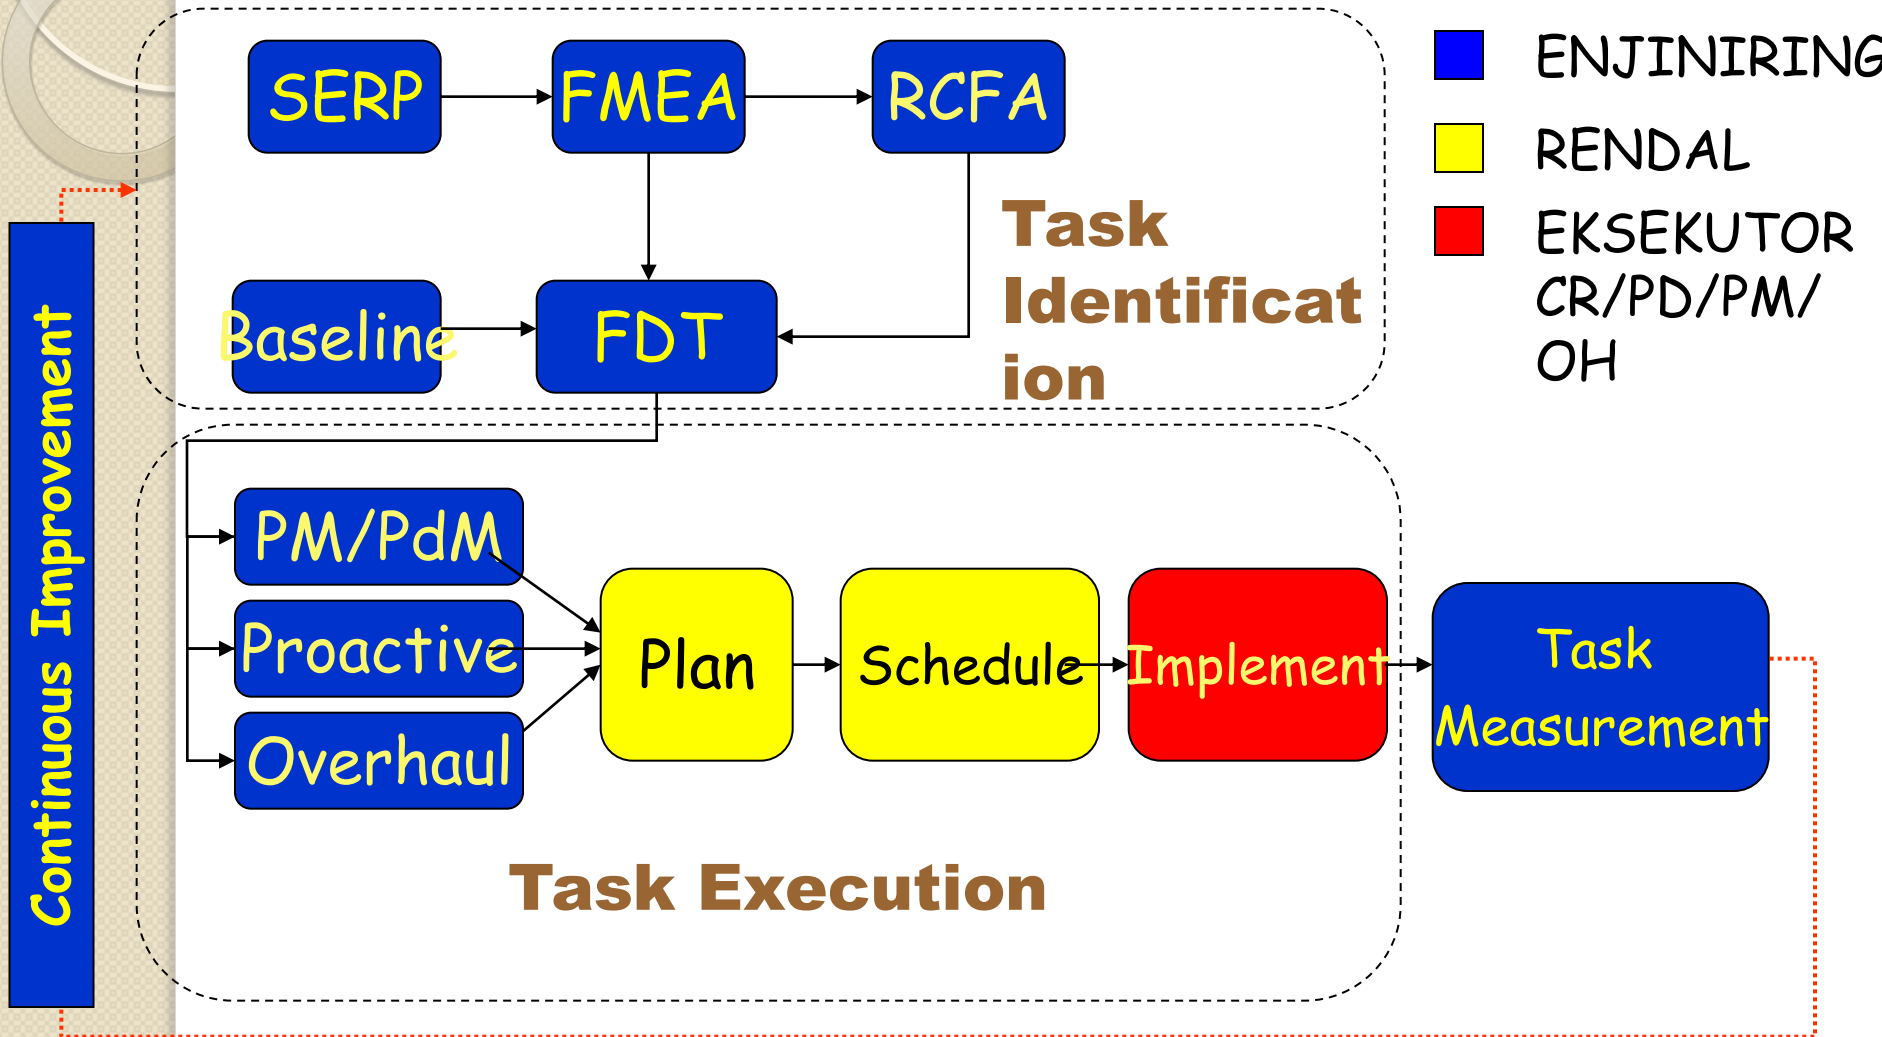 SERP
FMEA
RCFA
ENJINIRING
RENDAL
EKSEKUTOR
CR/PD/PM/
OH
Task
Identificat
ion
Baseline
FDT
Continuous Improvement
PM/PdM
Proactive
Overhaul
Plan
Schedule
Implement
Task
Measurement
Task Execution